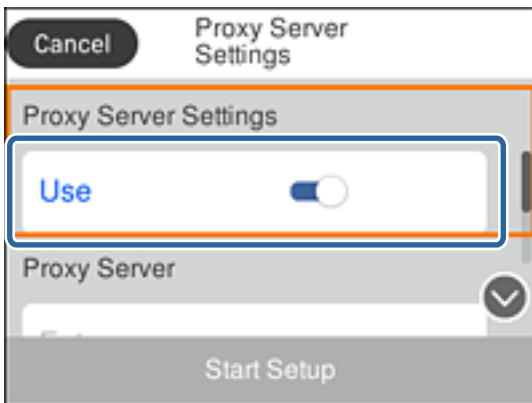 Cancel
Proxy Server
Settings
Proxy Server Settings
Use
Proxy Server
Start Setup